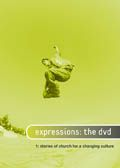 expressions: the dvd
1: stories of church for a changing culture